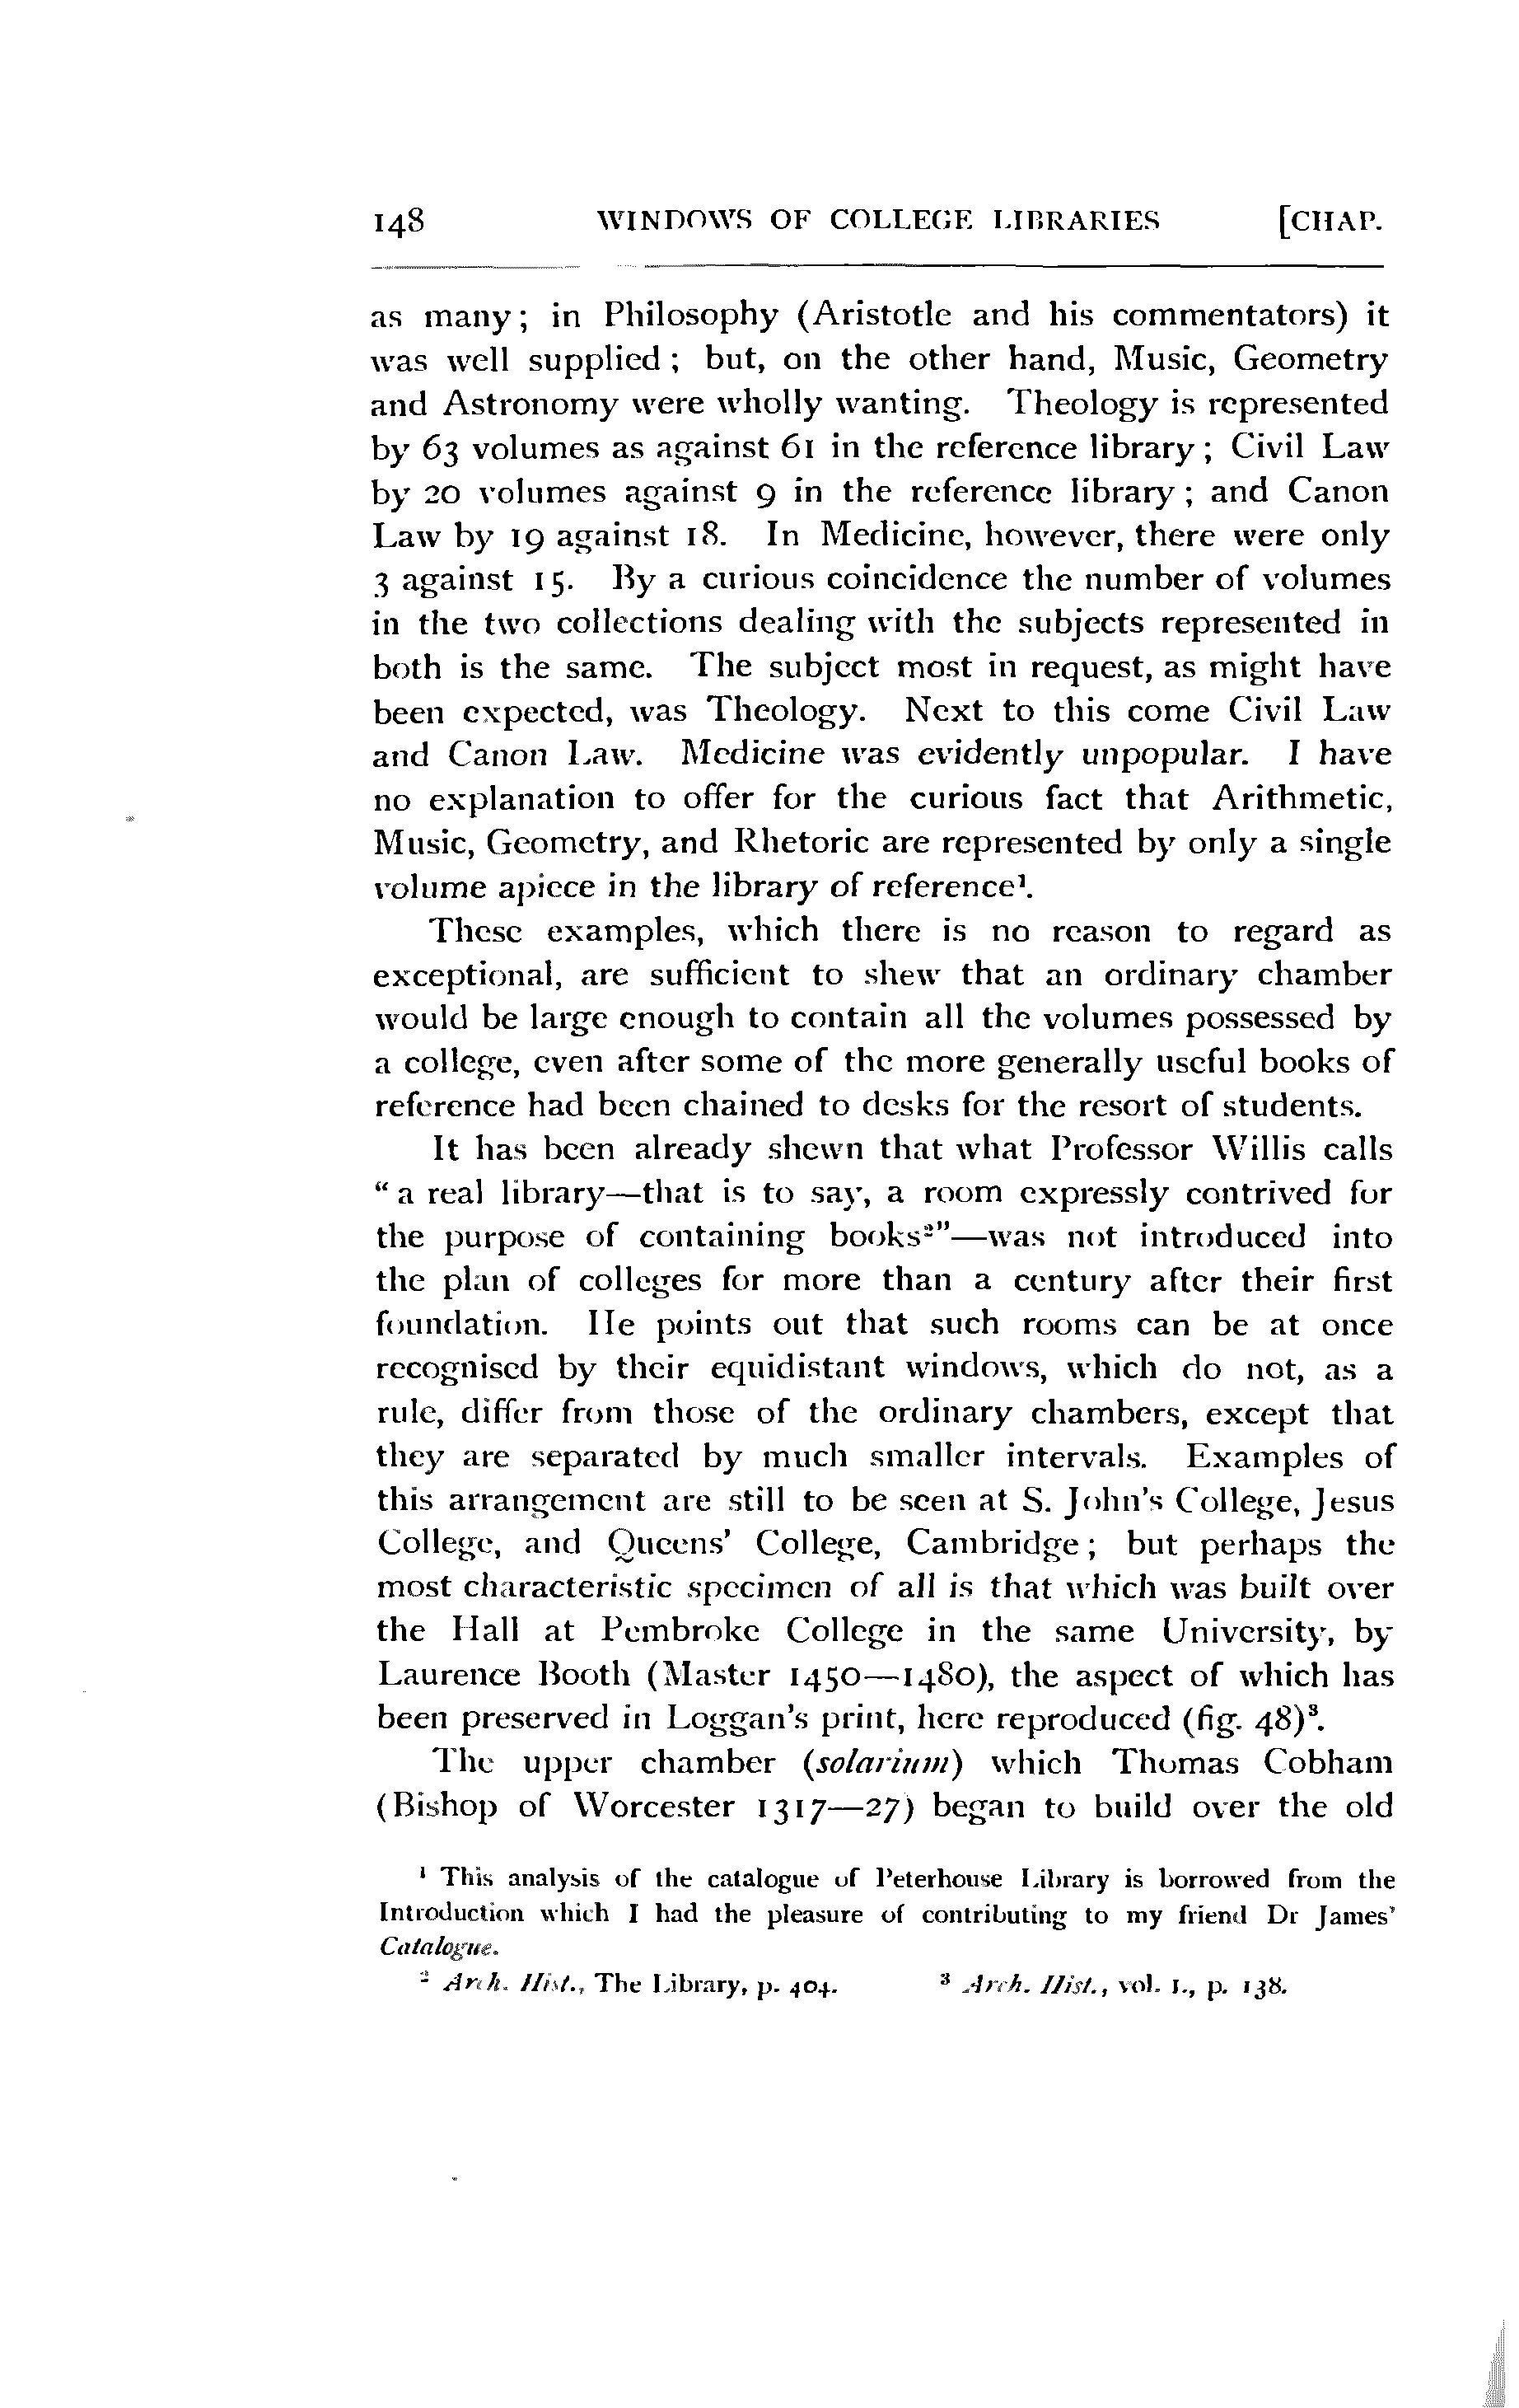 148 WINDOWS OF COLLEGE LIBRARIES [CHAP.
as many; in Philosophy (Aristotle and his commentators) it
was well supplied; but, on the other hand, Music, Geometry
and Astronomy were wholly wanting. Theology is represented
by 63 volumes as against 61 in the reference library; Civil Law
by 20 volumes against 9 in the reference library; and Canon
Law by 19 against 18. In Medicine, however, there were only
3 against 15. By a curious coincidence the number of volumes
in the two collections dealing with the subjects represented in
both is the same. The subject most in request, as might have
been expected, was Theology. Next to this come Civil Law
and Canon Law. Medicine was evidently unpopular. I have
no explanation to offer for the curious fact that Arithmetic,
Music, Geometry, and Rhetoric are represented by only a single
volume apiece in the library of reference¹.
These examples, which there is no reason to regard as
exceptional, are sufficient to shew that an ordinary chamber
would be large enough to contain all the volumes possessed by
a college, even after some of the more generally useful books of
reference had been chained to desks for the resort of students.
It has been already shewn that what Professor Willis calls
“a real library—that is to say, a room expressly contrived for
the purpose of containing books²”—was not introduced into
the plan of colleges for more than a century after their first
foundation. He points out that such rooms can be at once
recognised by their equidistant windows, which do not, as a
rule, differ from those of the ordinary chambers, except that
they are separated by much smaller intervals. Examples of
this arrangement are still to be seen at S. John's College, Jesus
College, and Queens' College, Cambridge; but perhaps the
most characteristic specimen of all is that which was built over
the Hall at Pembroke College in the same University, by
Laurence Booth (Master 1450—1480), the aspect of which has
been preserved in Loggan's print, here reproduced (fig. 48)³.
The upper chamber (solarium) which Thomas Cobham
(Bishop of Worcester 1317—27) began to build over the old
¹ This analysis of the catalogue of Peterhouse Library is borrowed from the
Introduction which I had the pleasure of contributing to my friend Dr James'
Catalogue.
² Arch. Hist., The Library, p. 404. ³ Arch. Hist., vol. I., p. 138.